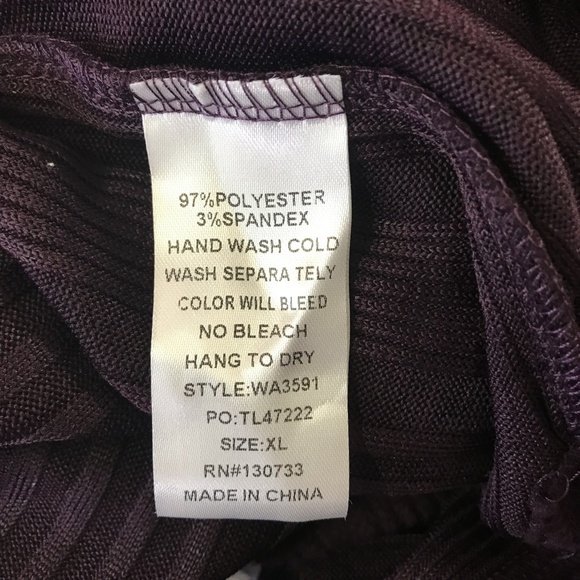 97%POLYESTER
3%SPANDEX
HAND WASH COLD
WASH SEPARA TELY
COLOR WILL BLEED
NO BLEACH
HANG TO DRY
STYLE:WA3591
PO:TL47222
SIZE:XL
RN#130733
MADE IN CHINA